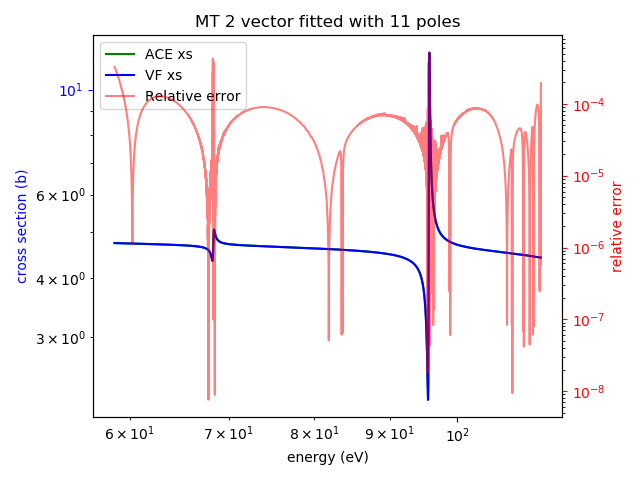 MT 2 vector fitted with 11 poles
ACE xs
VF xs
Relative error
cross section (b)
10¹
6 × 10⁰
4 × 10⁰
3 × 10⁰
10⁻⁴
10⁻⁵
10⁻⁶
10⁻⁷
10⁻⁸
relative error
6 × 10¹
7 × 10¹
8 × 10¹
9 × 10¹
10²
energy (eV)